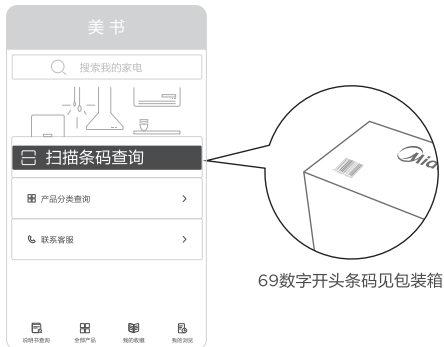 美书
搜索我的家电
扫描条码查询
产品分类查询
联系客服
说明书查询
全部产品
我的收藏
我的浏览
Mid
69数字开头条码见包装箱